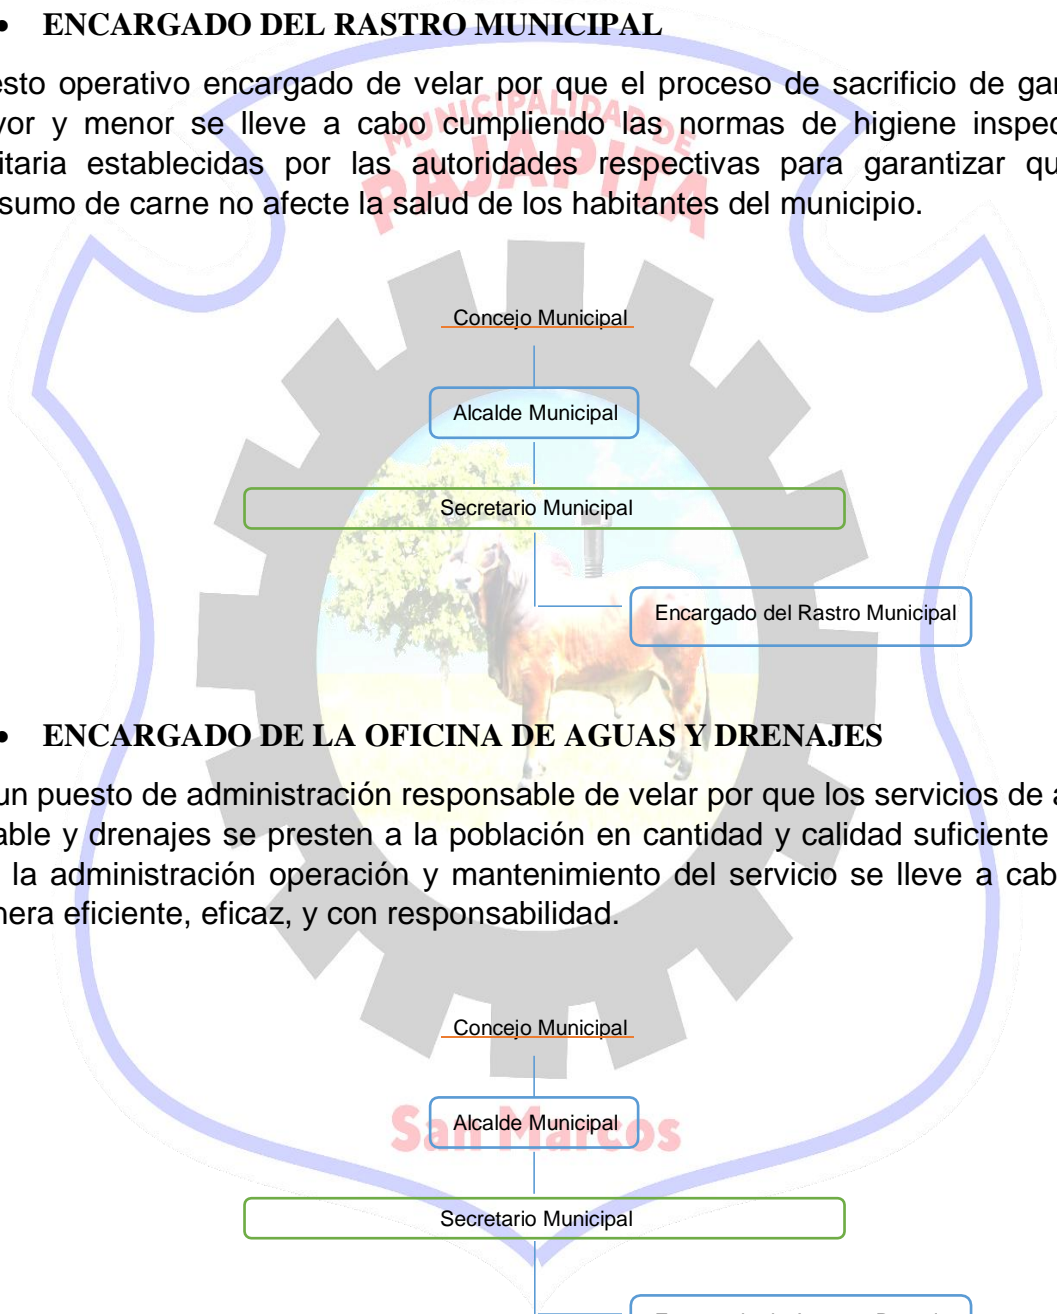 • ENCARGADO DEL RASTRO MUNICIPAL
esto operativo encargado de velar por que el proceso de sacrificio de gan
yor y menor se lleve a cabo cumpliendo las normas de higiene inspec
itaria establecidas por las autoridades respectivas para garantizar qu
sumo de carne no afecte la salud de los habitantes del municipio.
MUNICIPALIDAD DE
PAJAPITA
Concejo Municipal
Alcalde Municipal
Secretario Municipal
Encargado del Rastro Municipal
• ENCARGADO DE LA OFICINA DE AGUAS Y DRENAJES
un puesto de administración responsable de velar por que los servicios de a
able y drenajes se presten a la población en cantidad y calidad suficiente
la administración operación y mantenimiento del servicio se lleve a cab
nera eficiente, eficaz, y con responsabilidad.
Concejo Municipal
Alcalde Municipal
San Marcos
Secretario Municipal